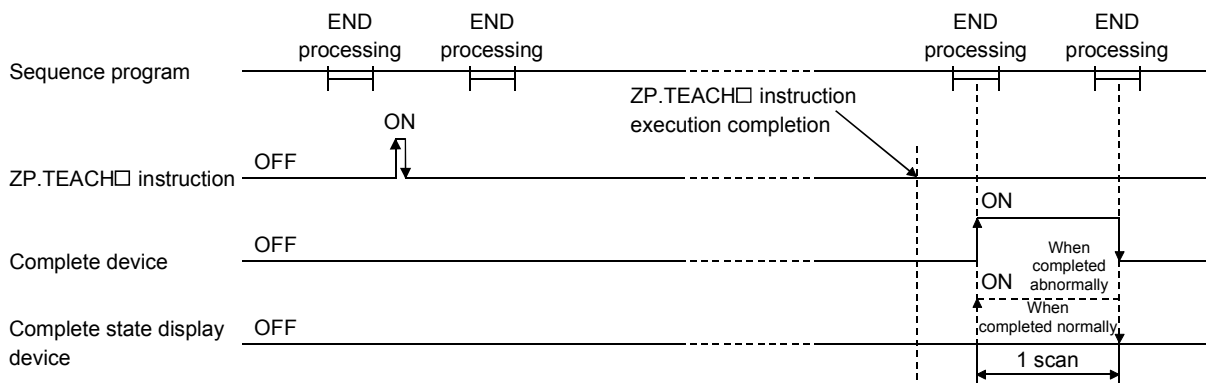 END
processing
END
processing
END
processing
END
processing
Sequence program
ZP.TEACH□ instruction
execution completion
ON
OFF
ZP.TEACH□ instruction
ON
OFF
Complete device
When
completed
abnormally
ON
When
completed normally
OFF
Complete state display
device
1 scan